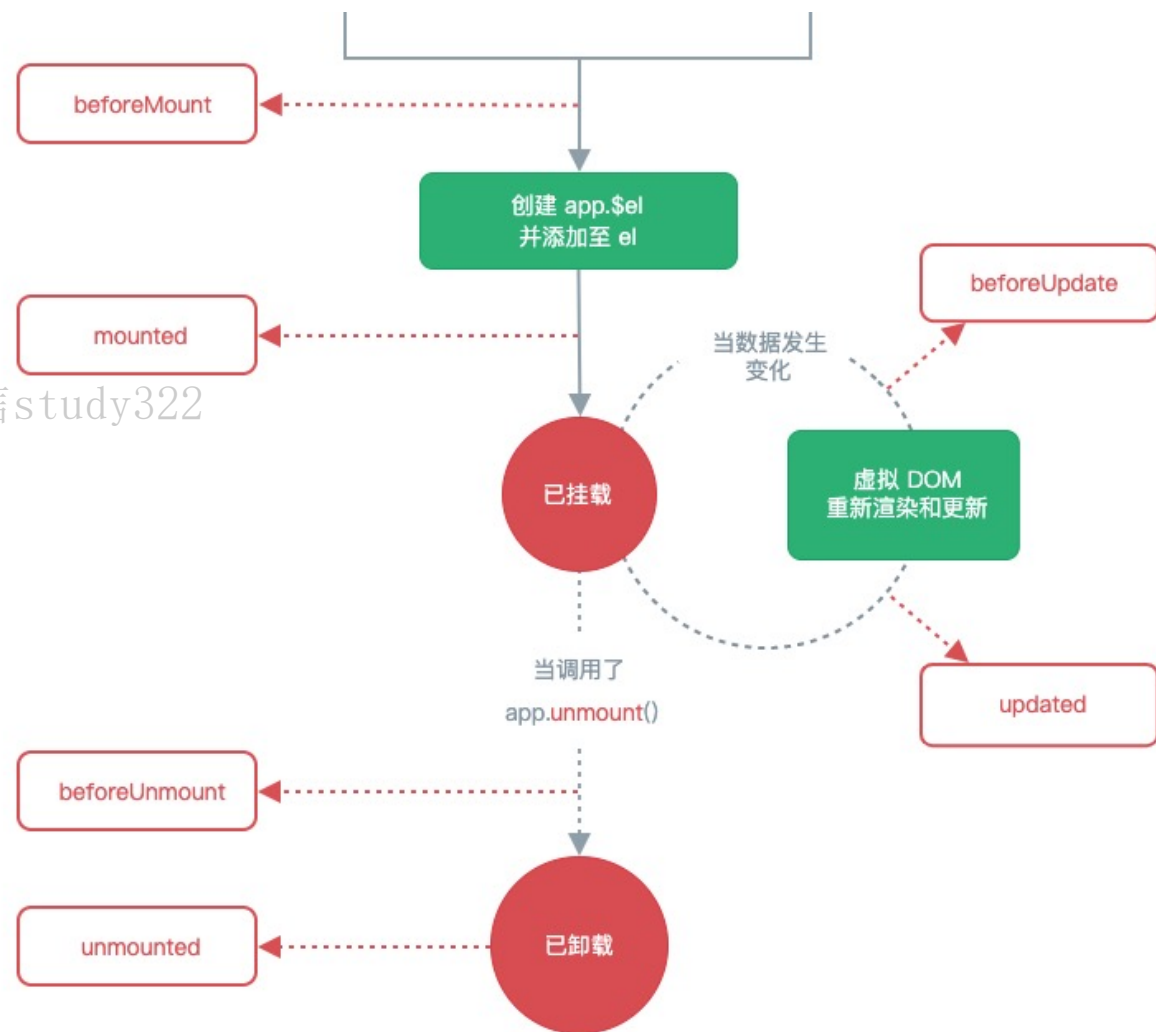 beforeMount
创建 app.$el
并添加至 el
beforeUpdate
mounted
当数据发生
变化
study322
已挂载
虚拟 DOM
重新渲染和更新
当调用了
app.unmount()
updated
beforeUnmount
unmounted
已卸载